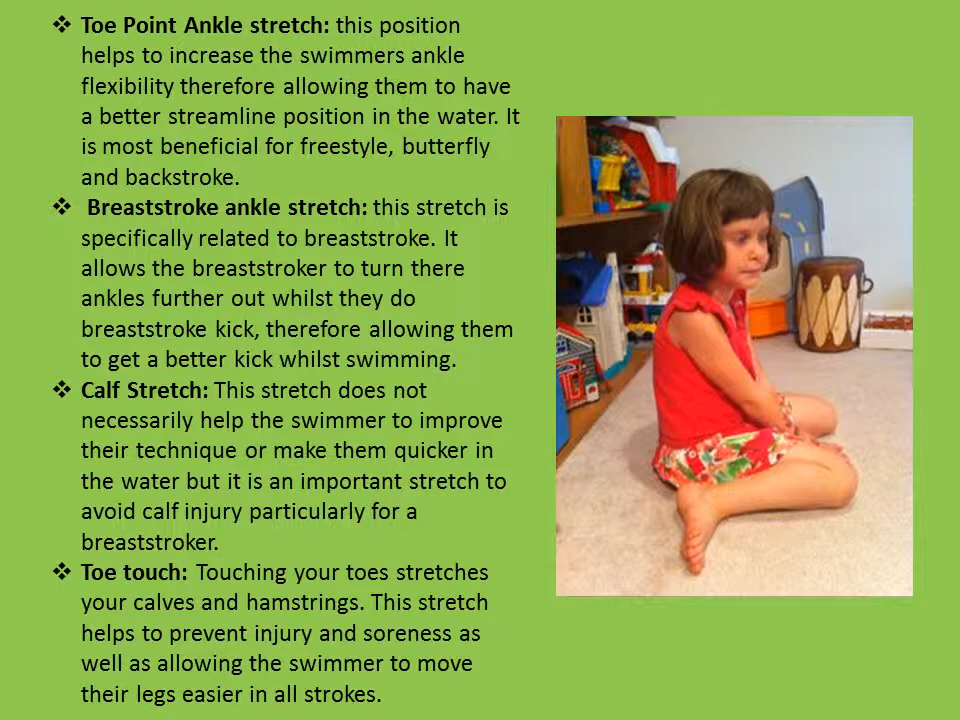 ❖ Toe Point Ankle stretch: this position
helps to increase the swimmers ankle
flexibility therefore allowing them to have
a better streamline position in the water. It
is most beneficial for freestyle, butterfly
and backstroke.
❖ Breaststroke ankle stretch: this stretch is
specifically related to breaststroke. It
allows the breaststroker to turn there
ankles further out whilst they do
breaststroke kick, therefore allowing them
to get a better kick whilst swimming.
❖ Calf Stretch: This stretch does not
necessarily help the swimmer to improve
their technique or make them quicker in
the water but it is an important stretch to
avoid calf injury particularly for a
breaststroker.
❖ Toe touch: Touching your toes stretches
your calves and hamstrings. This stretch
helps to prevent injury and soreness as
well as allowing the swimmer to move
their legs easier in all strokes.